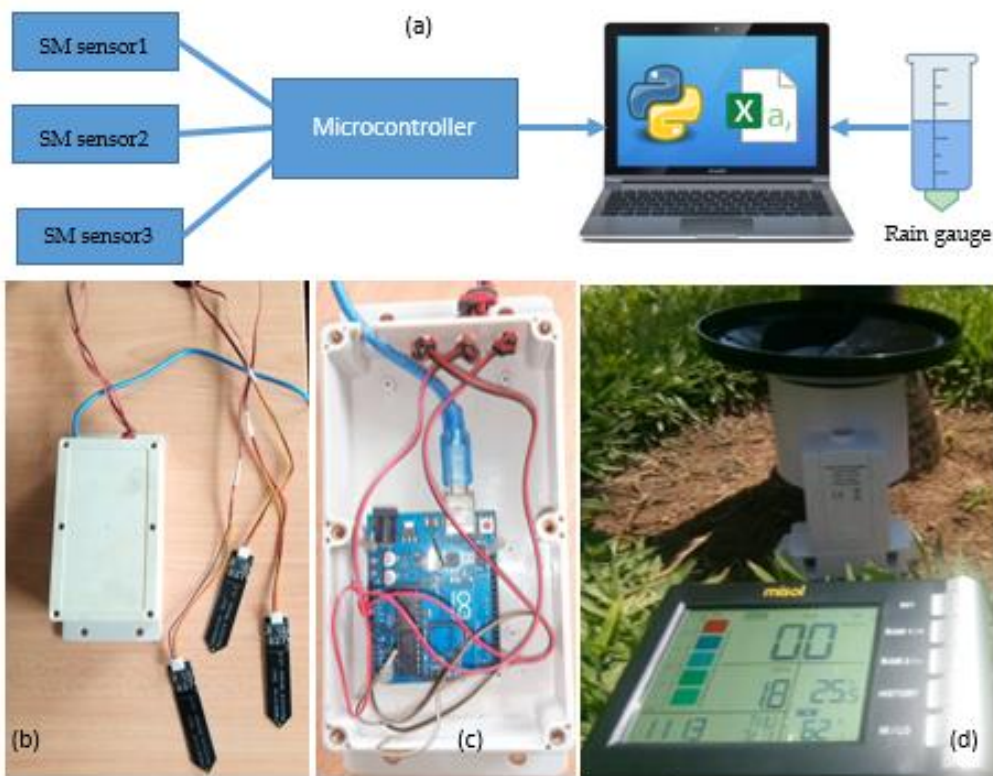 (a)
SM sensor1
SM sensor2
SM sensor3
Microcontroller
X a,
Rain gauge
(b)
(c)
(d)
misol
00
18
25.5